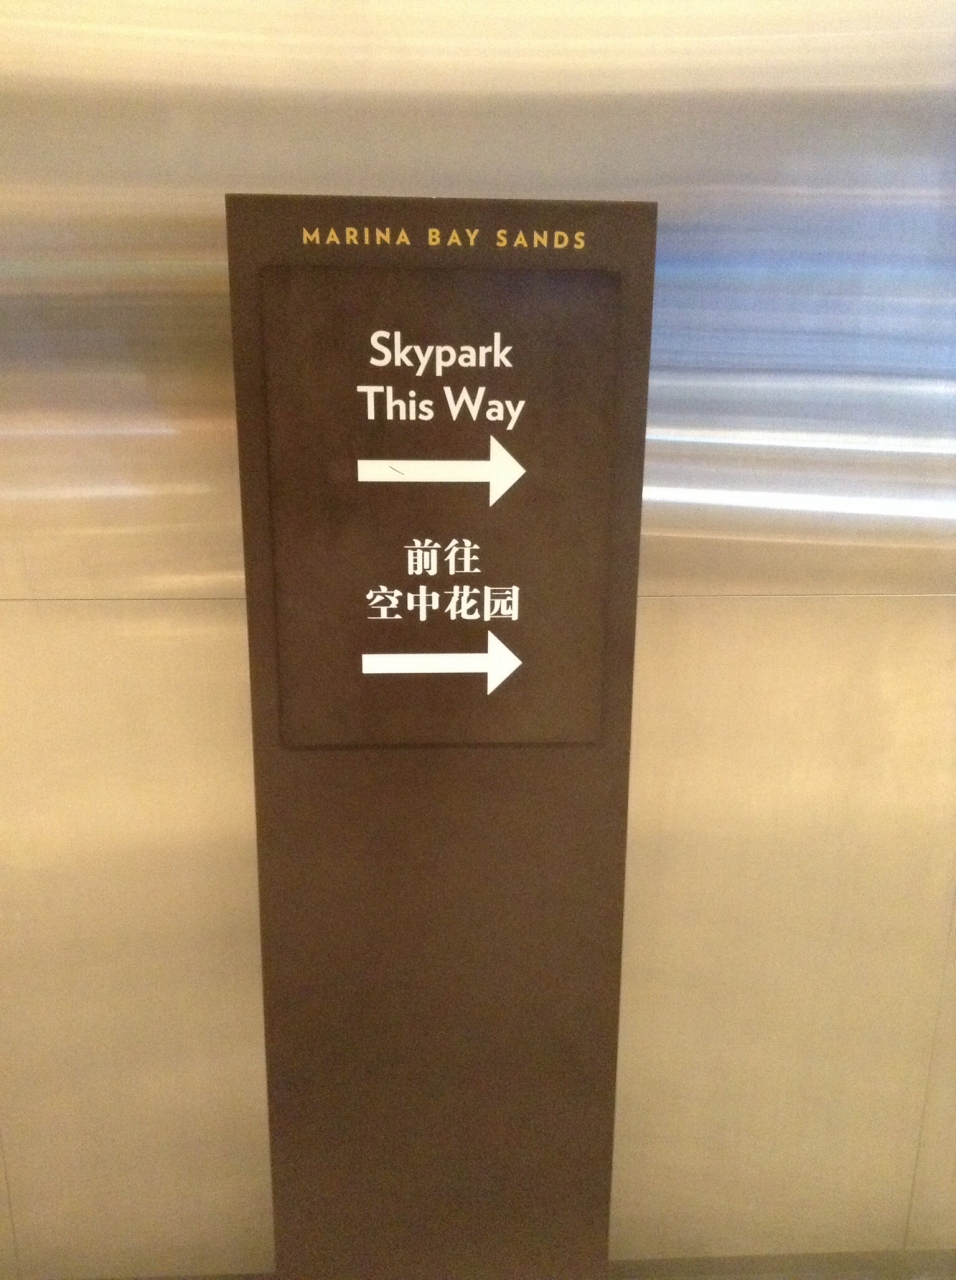 MARINA BAY SANDS
Skypark
This Way
前往
空中花园